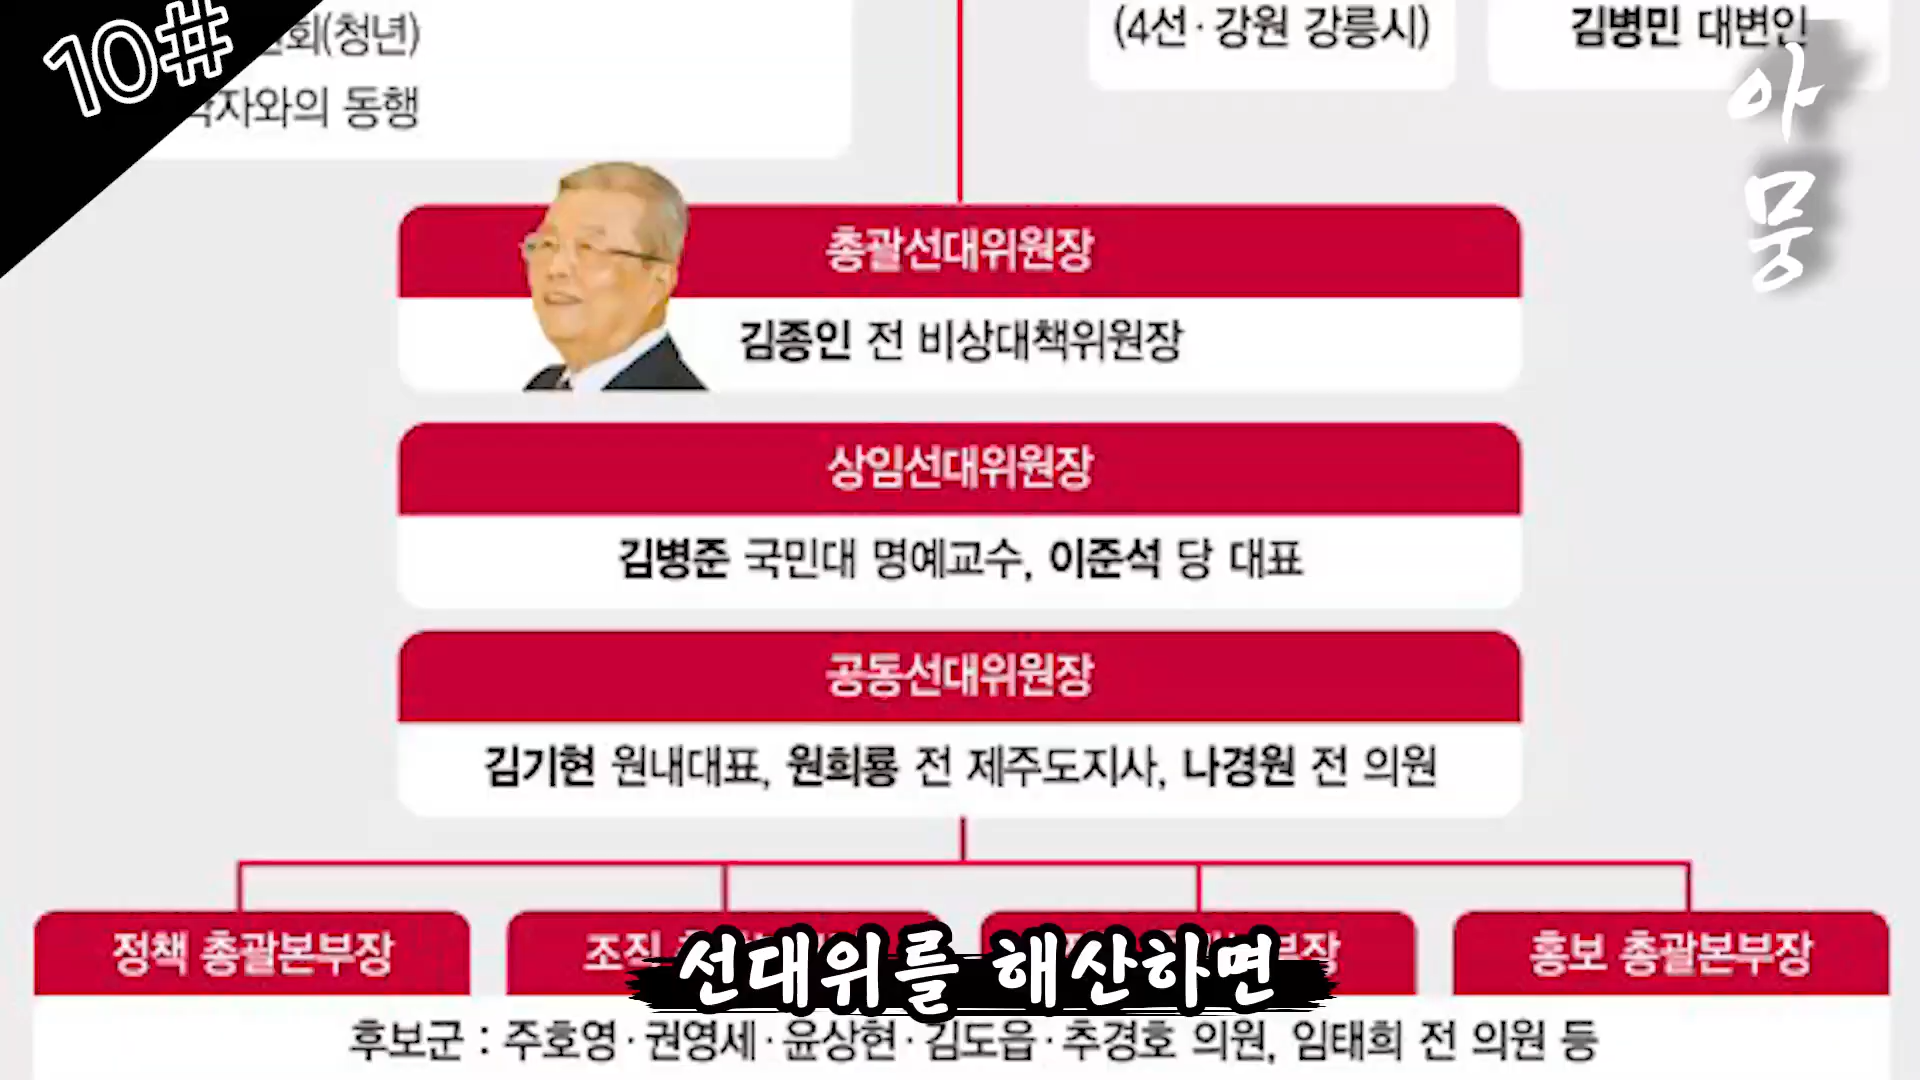 10#
회(청년)
약자와의 동행
(4선·강원 강릉시)
김병민 대변인
아
뭉
총괄선대위원장
김종인 전 비상대책위원장
상임선대위원장
김병준 국민대 명예교수, 이준석 당 대표
공동선대위원장
김기현 원내대표, 원희룡 전 제주도지사, 나경원 전 의원
정책 총괄본부장
조직
부장
홍보 총괄본부장
선대위를 해산하면
후보군 : 주호영·권영세·윤상현·김도읍·추경호 의원, 임태희 전 의원 등